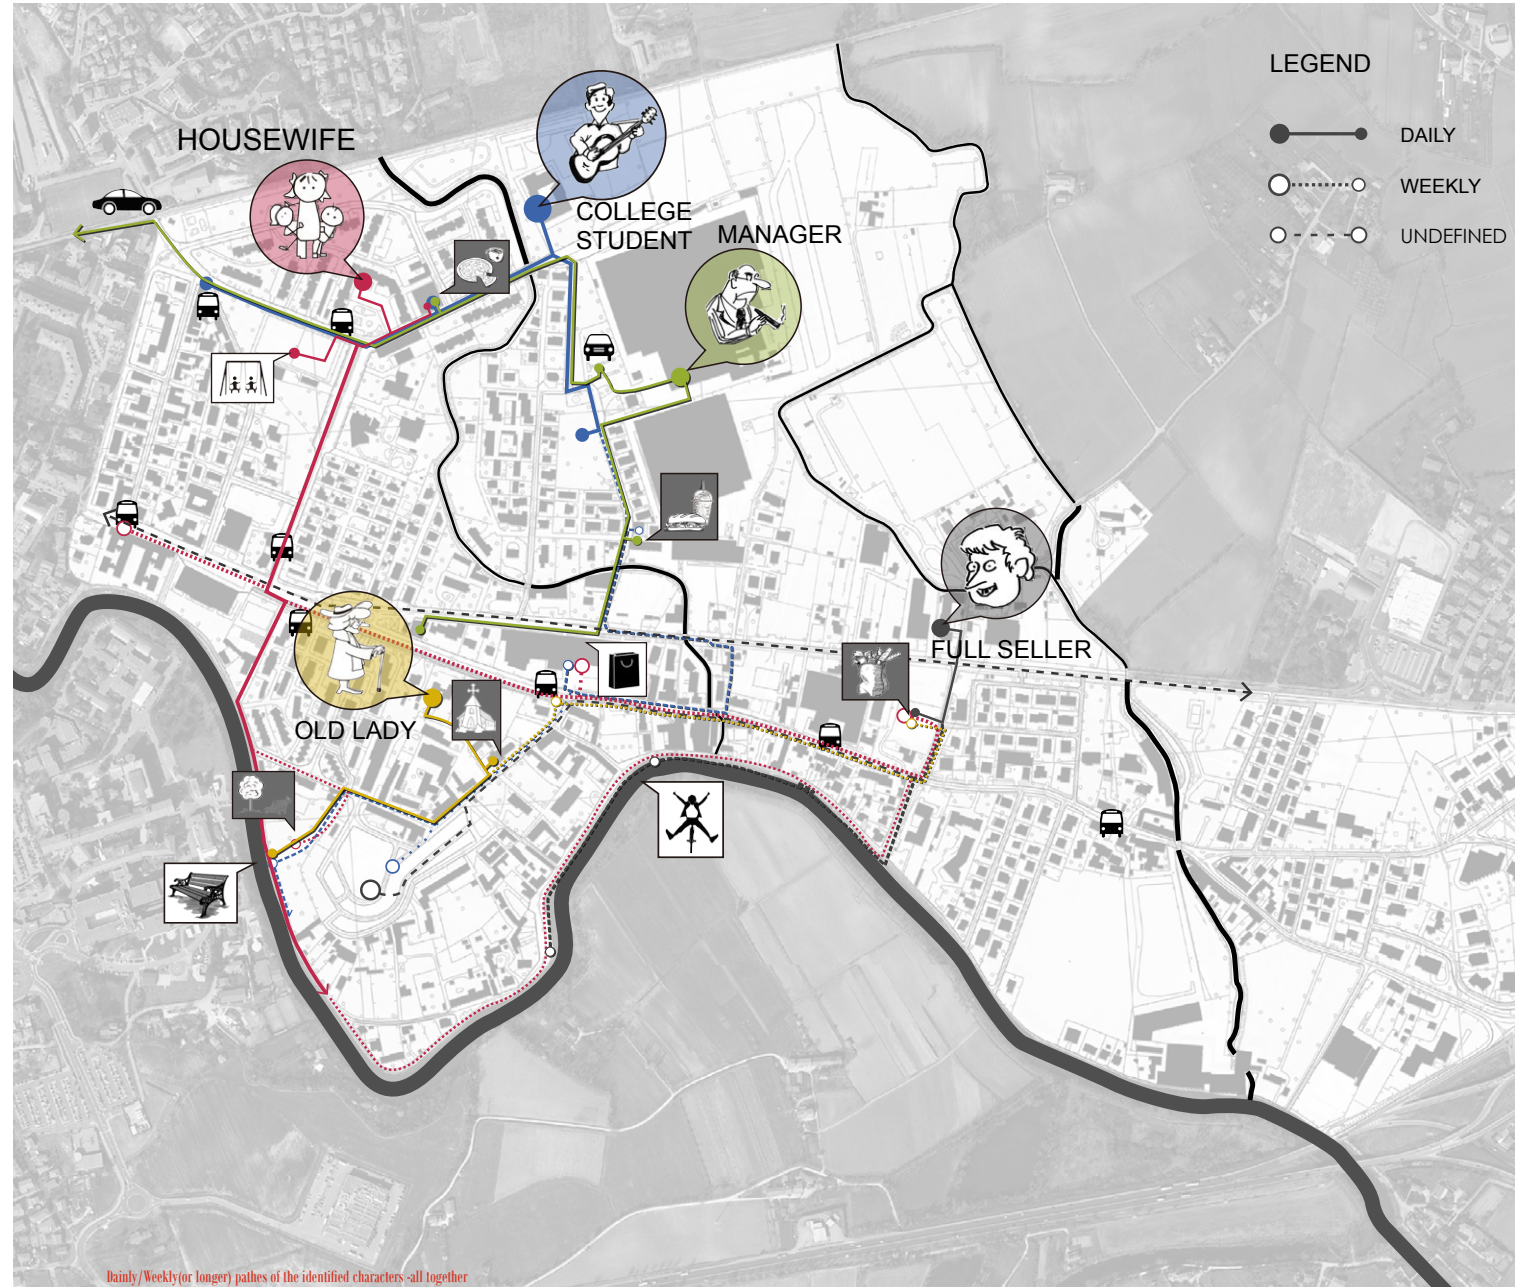 LEGEND
DAILY
WEEKLY
UNDEFINED
HOUSEWIFE
COLLEGE
STUDENT
MANAGER
FULL SELLER
OLD LADY
Dainly/Weekly(or longer) pathes of the identified characters -all together